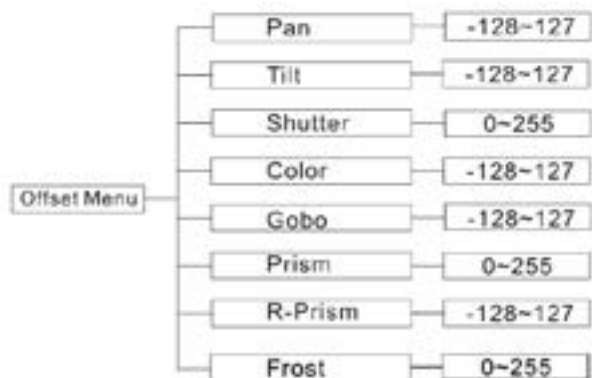 Pan -128~127
Tilt -128~127
Shutter 0~255
Color -128~127
Offset Menu
Gobo -128~127
Prism 0~255
R-Prism -128~127
Frost 0~255